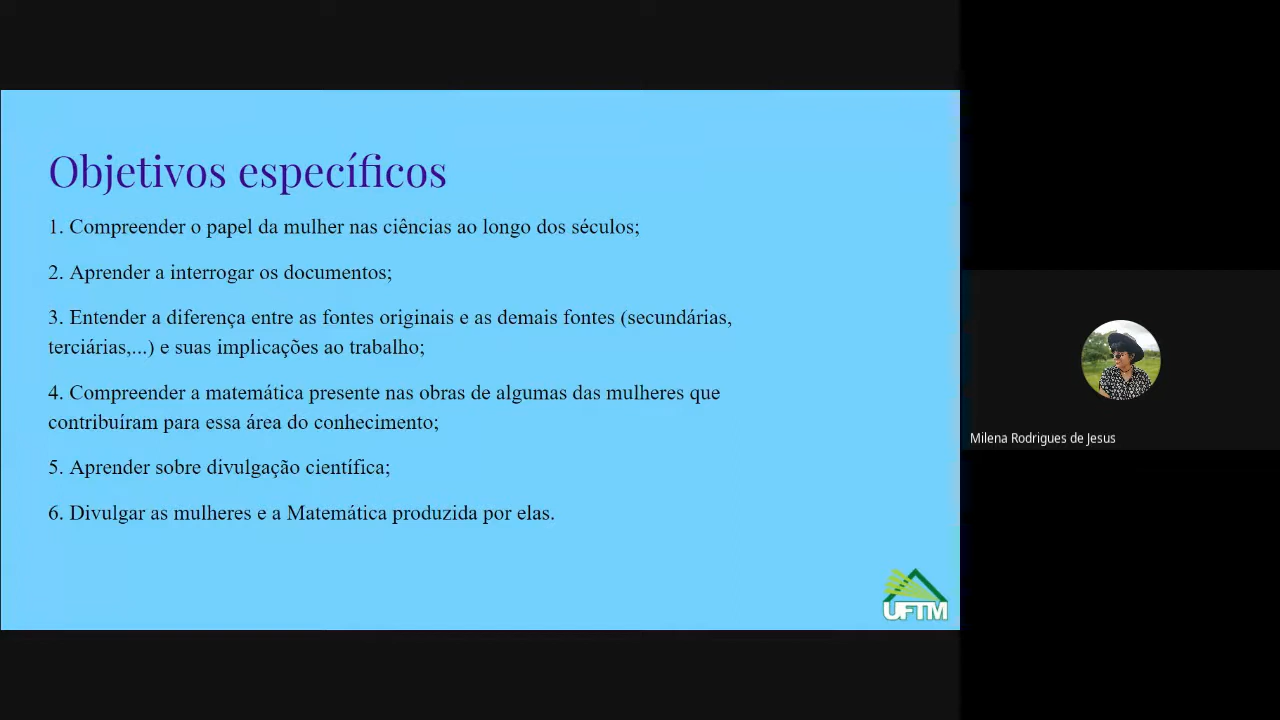 Objetivos específicos
1. Compreender o papel da mulher nas ciências ao longo dos séculos;
2. Aprender a interrogar os documentos;
3. Entender a diferença entre as fontes originais e as demais fontes (secundárias,
terciárias,...) e suas implicações ao trabalho;
4. Compreender a matemática presente nas obras de algumas das mulheres que
contribuíram para essa área do conhecimento;
5. Aprender sobre divulgação científica;
6. Divulgar as mulheres e a Matemática produzida por elas.
UFTM
Milena Rodrigues de Jesus